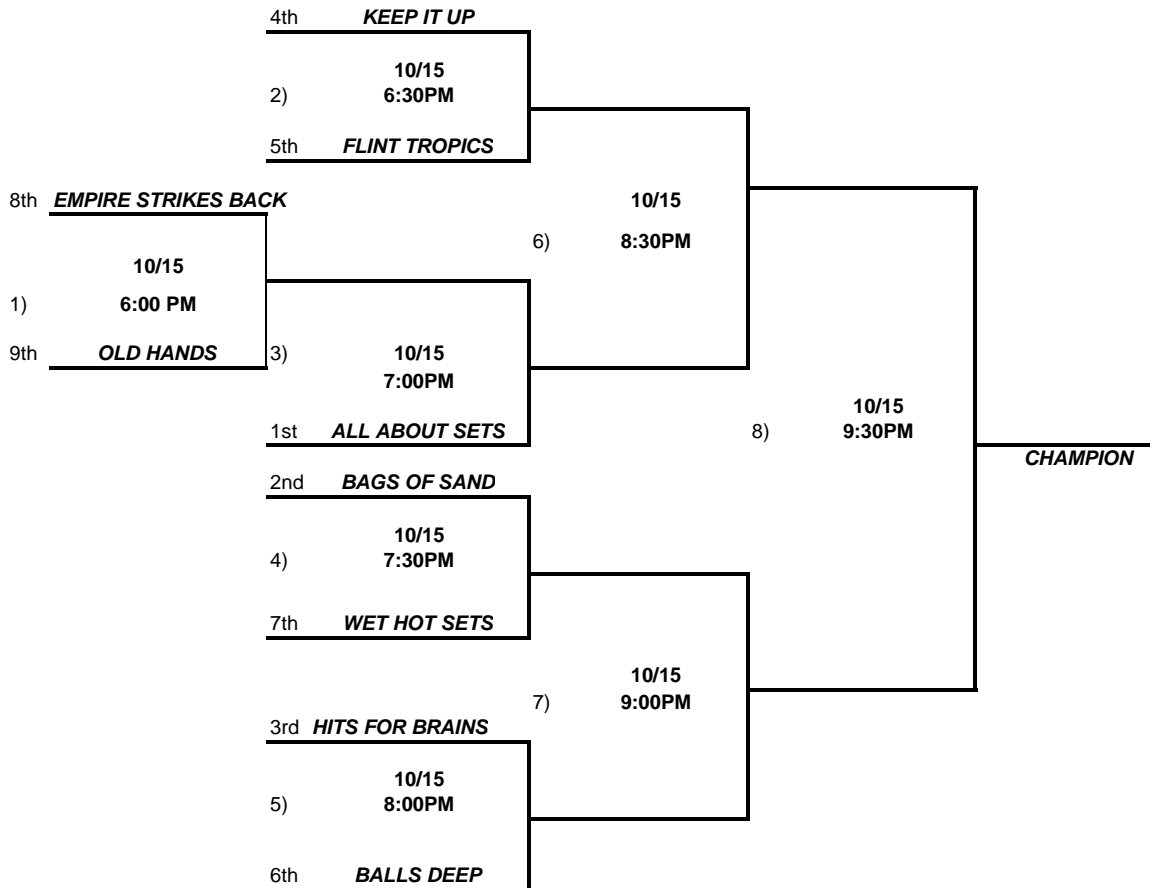 4th KEEP IT UP
10/15
2) 6:30PM
5th FLINT TROPICS
8th EMPIRE STRIKES BACK
10/15
6) 8:30PM
10/15
1) 6:00 PM
9th OLD HANDS
3) 10/15
7:00PM
10/15
8) 9:30PM
1st ALL ABOUT SETS
CHAMPION
2nd BAGS OF SAND
10/15
4) 7:30PM
7th WET HOT SETS
10/15
7) 9:00PM
3rd HITS FOR BRAINS
10/15
5) 8:00PM
6th BALLS DEEP